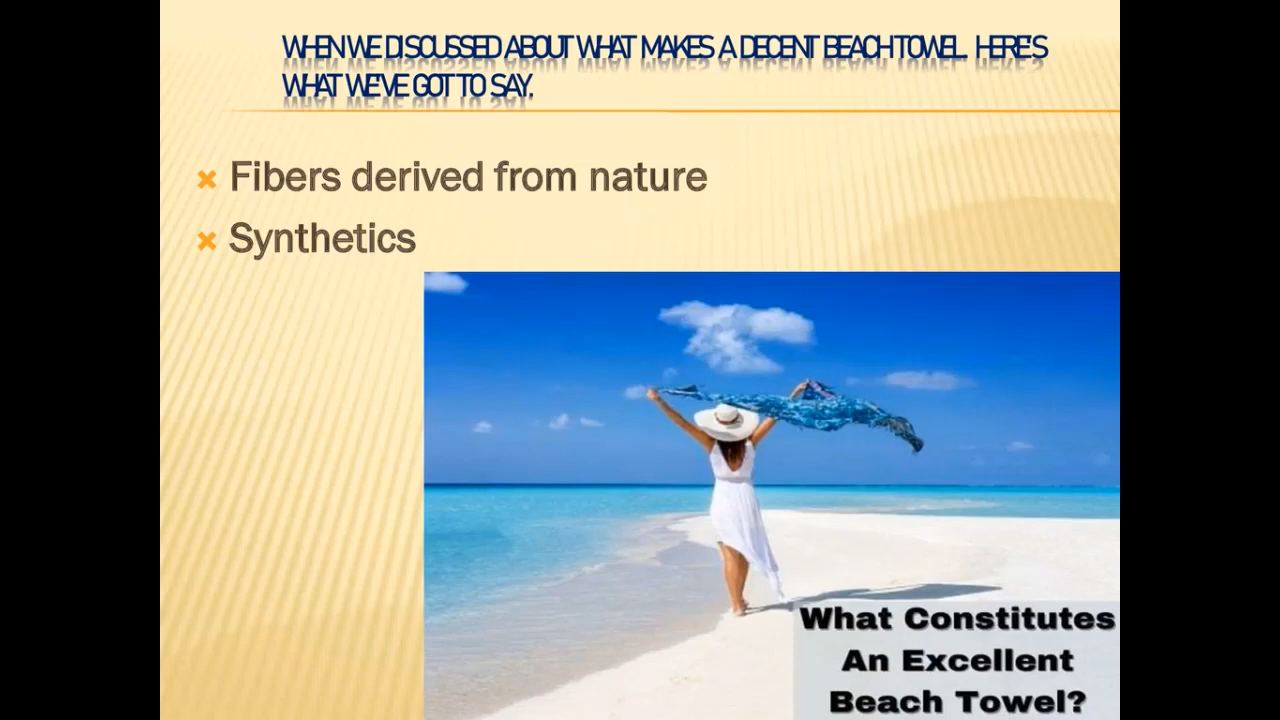 WHEN WE DISCUSSED ABOUT WHAT MAKES A DECENT BEACH TOWEL. HERE'S
WHAT WE'VE GOT TO SAY.
Fibers derived from nature
Synthetics
What Constitutes
An Excellent
Beach Towel?